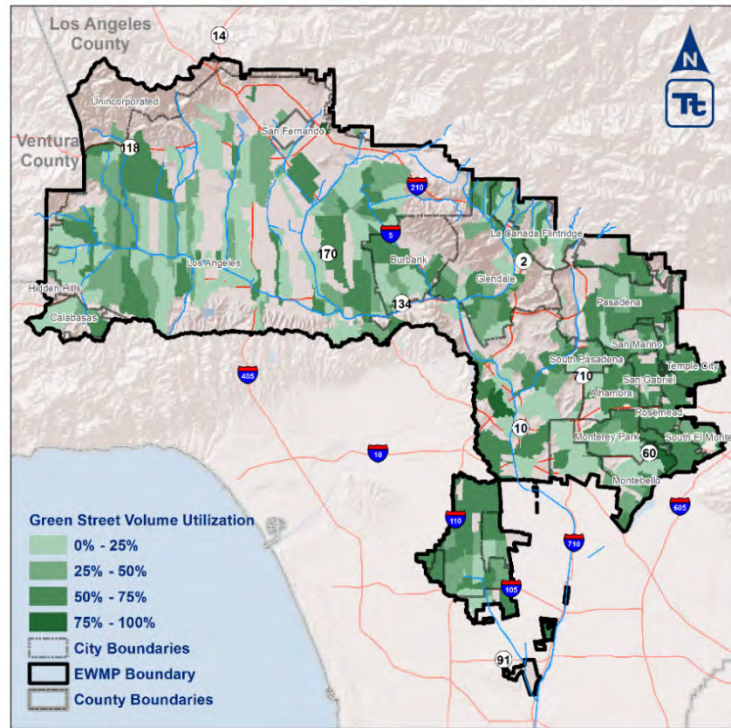 Los Angeles
County
14
N
Tt
Unincorporated
San Fernando
Ventura
County
118
210
La Canada Flintridge
5
170
Los Angeles
Burbank
2
Glendale
Hidden Hills
134
Pasadena
Calabasas
San Marino
South Pasadena
Temple City
405
710
San Gabriel
Alhambra
Rosemead
10
Monterey Park
South El Monte
10
60
Montebello
Green Street Volume Utilization
0% - 25%
25% - 50%
50% - 75%
75% - 100%
City Boundaries
EWMP Boundary
County Boundaries
110
605
710
105
91